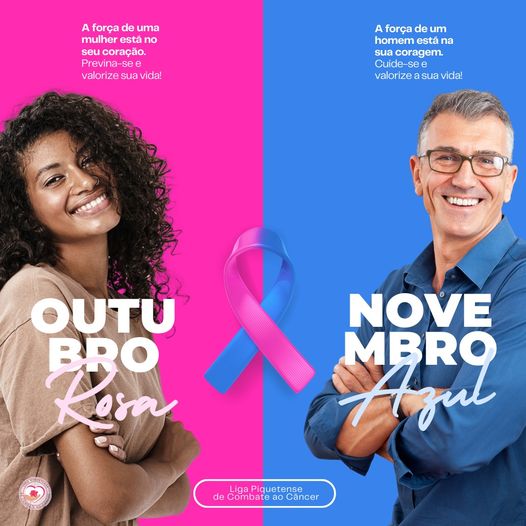 A força de uma
mulher está no
seu coração.
Previna-se e
valorize sua vida!
A força de um
homem está na
sua coragem.
Cuide-se e
valorize a sua vida!
OUTU
BRO
Rosa
NOVE
MBRO
Azul
Liga Piquetense
de Combate ao Câncer